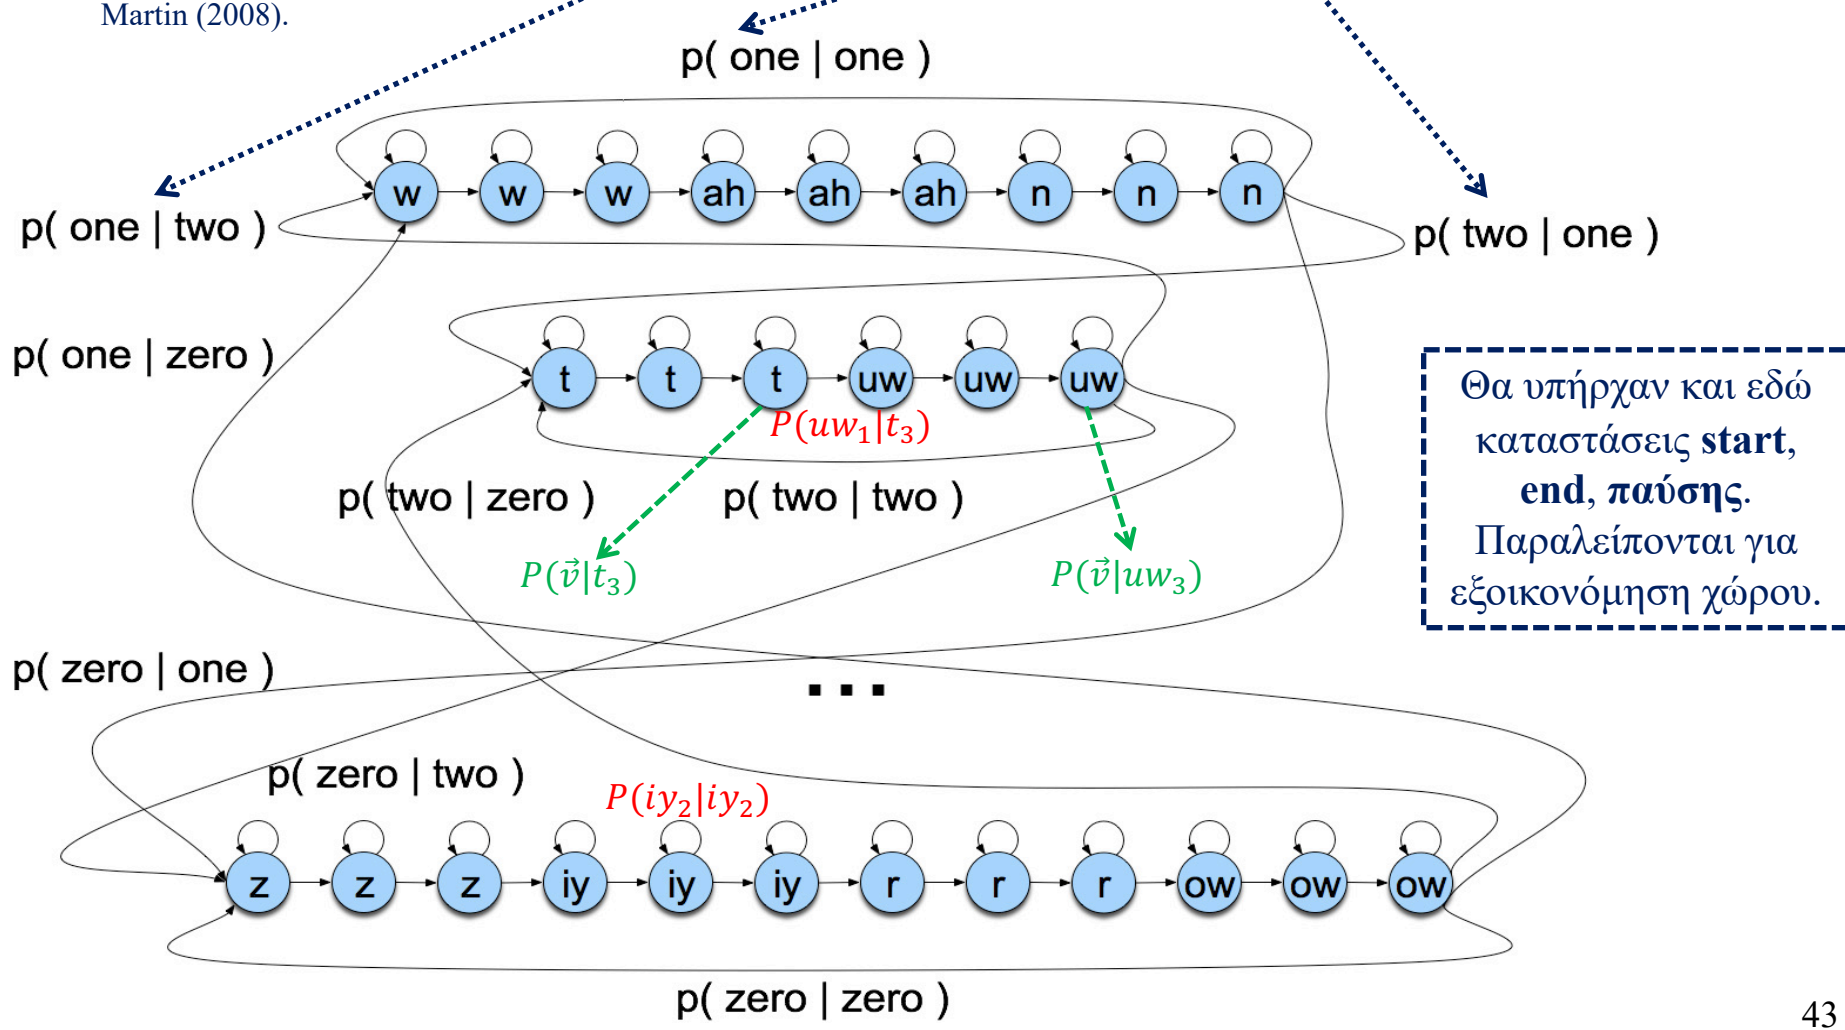 Martin (2008).
p( one | one )
w w w ah ah ah n n n
p( one | two )
p( two | one )
p( one | zero )
t t t uw uw uw
P(uw₁|t₃)
Θα υπήρχαν και εδώ
καταστάσεις start,
end, παύσης.
Παραλείπονται για
εξοικονόμηση χώρου.
p( two | zero )
p( two | two )
P(v⃗|t₃)
P(v⃗|uw₃)
p( zero | one )
...
p( zero | two )
P(iy₂|iy₂)
z z z iy iy iy r r r ow ow ow
p( zero | zero )
43